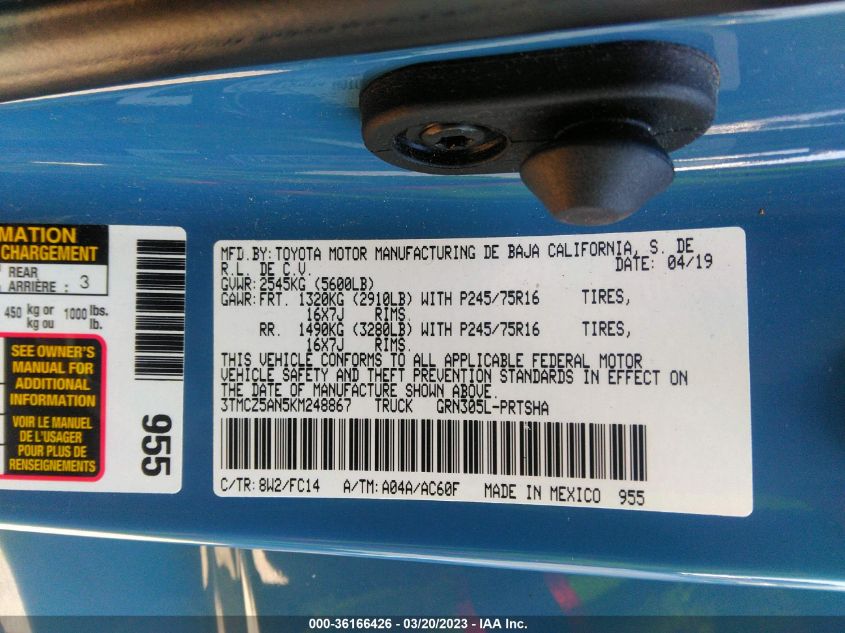 MATION
CHARGEMENT
REAR
ARRIÈRE : 3
450 kg or 1000 lbs.
kg ou lb.
SEE OWNER'S
MANUAL FOR
ADDITIONAL
INFORMATION
VOIR LE MANUEL
DE L'USAGER
POUR PLUS DE
RENSEIGNEMENTS
955
MFD.BY:TOYOTA MOTOR MANUFACTURING DE BAJA CALIFORNIA, S. DE
R.L. DE C.V. DATE: 04/19
GVWR:2545KG (5600LB)
GAWR:FRT. 1320KG (2910LB) WITH P245/75R16 TIRES,
16X7J RIMS.
RR. 1490KG (3280LB) WITH P245/75R16 TIRES,
16X7J RIMS.
THIS VEHICLE CONFORMS TO ALL APPLICABLE FEDERAL MOTOR
VEHICLE SAFETY AND THEFT PREVENTION STANDARDS IN EFFECT ON
THE DATE OF MANUFACTURE SHOWN ABOVE.
3TMCZ5AN5KM248867 TRUCK GRN305L-PRTSHA
C/TR:8W2/FC14 A/TM:A04A/AC60F MADE IN MEXICO 955
000-36166426 - 03/20/2023 - IAA Inc.